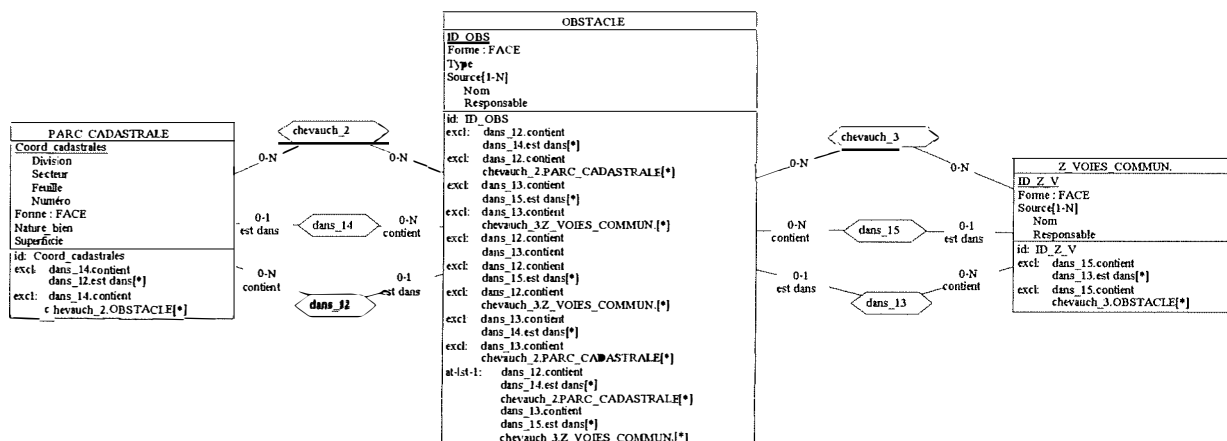 OBSTACLE
ID_OBS
Forme : FACE
Type
Source[1-N]
Nom
Responsable
id: ID_OBS
excl: dans_12.contient
dans_14.est dans[*]
excl: dans_12.contient
chevauch_2.PARC_CADASTRALE[*]
excl: dans_13.contient
dans_15.est dans[*]
excl: dans_13.contient
chevauch_3.Z_VOIES_COMMUN.[*]
excl: dans_12.contient
dans_13.contient
excl: dans_12.contient
dans_15.est dans[*]
excl: dans_12.contient
chevauch_3.Z_VOIES_COMMUN.[*]
excl: dans_13.contient
dans_14.est dans[*]
excl: dans_13.contient
chevauch_2.PARC_CADASTRALE[*]
at-lst-1: dans_12.contient
dans_14.est dans[*]
chevauch_2.PARC_CADASTRALE[*]
dans_13.contient
dans_15.est dans[*]
chevauch_3.Z_VOIES_COMMUN.[*]
PARC_CADASTRALE
Coord_cadastrales
Division
Secteur
Feuille
Numéro
Forme : FACE
Nature_bien
Superficie
id: Coord_cadastrales
excl: dans_14.contient
dans_12.est dans[*]
excl: dans_14.contient
chevauch_2.OBSTACLE[*]
chevauch_2
0-N
0-N
0-1
est dans
dans_14
0-N
contient
0-N
contient
dans_12
0-1
est dans
chevauch_3
0-N
0-N
0-N
contient
dans_15
0-1
est dans
0-1
est dans
dans_13
0-N
contient
Z_VOIES_COMMUN.
ID_Z_V
Forme : FACE
Source[1-N]
Nom
Responsable
id: ID_Z_V
excl: dans_15.contient
dans_13.est dans[*]
excl: dans_15.contient
chevauch_3.OBSTACLE[*]